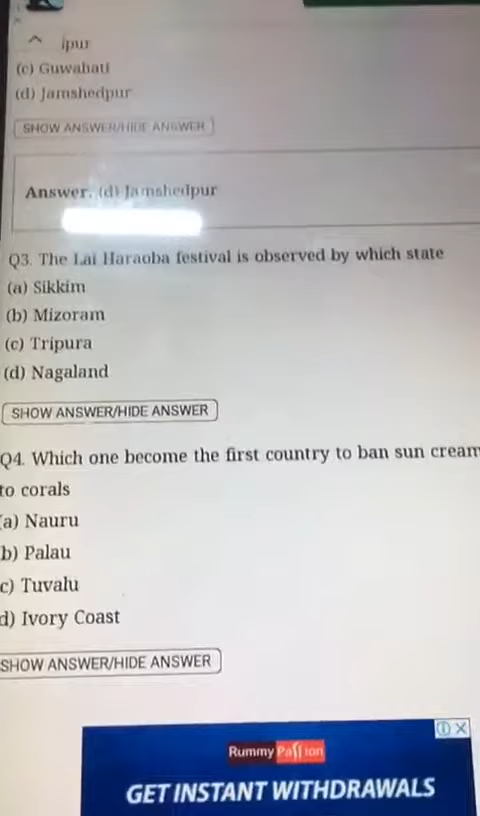 ipur
(c) Guwahati
(d) Jamshedpur
SHOW ANSWER/HIDE ANSWER
Answer. (d) Jamshedpur
Q3. The Lai Haraoba festival is observed by which state
(a) Sikkim
(b) Mizoram
(c) Tripura
(d) Nagaland
SHOW ANSWER/HIDE ANSWER
Q4. Which one become the first country to ban sun cream
to corals
a) Nauru
b) Palau
c) Tuvalu
d) Ivory Coast
SHOW ANSWER/HIDE ANSWER
Rummy Passion
GET INSTANT WITHDRAWALS